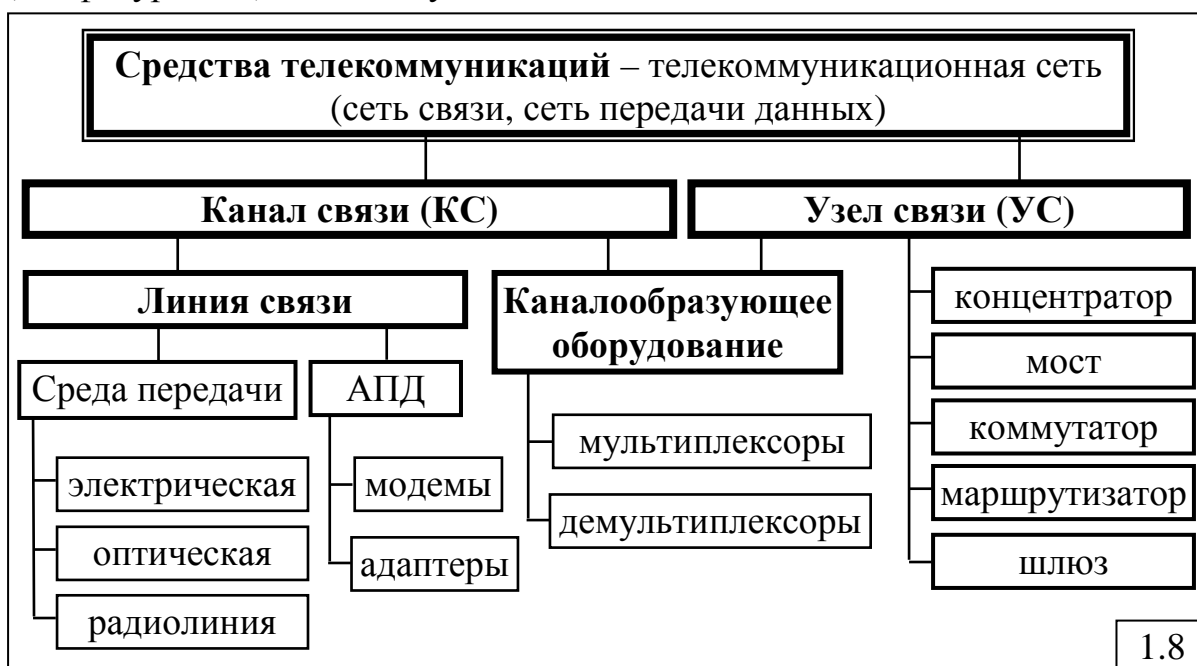 Средства телекоммуникаций – телекоммуникационная сеть
(сеть связи, сеть передачи данных)
Канал связи (КС)
Узел связи (УС)
Линия связи
Каналообразующее
оборудование
Среда передачи
АПД
электрическая
оптическая
радиолиния
модемы
адаптеры
мультиплексоры
демультиплексоры
концентратор
мост
коммутатор
маршрутизатор
шлюз
1.8